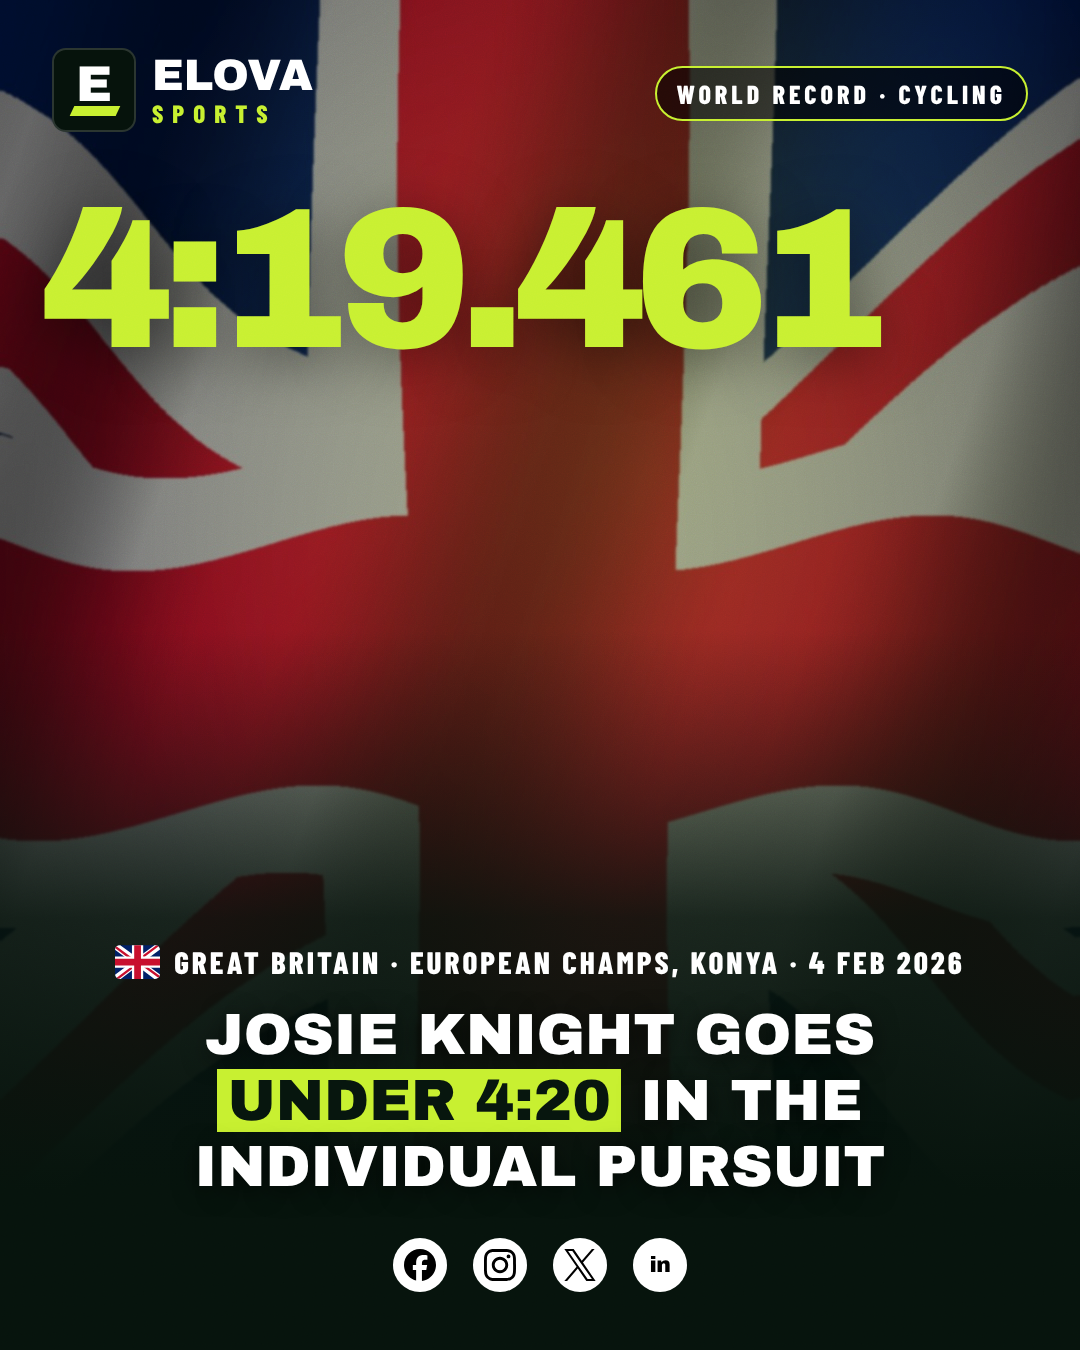 E
ELOVA
SPORTS
WORLD RECORD · CYCLING
4:19.461
GREAT BRITAIN · EUROPEAN CHAMPS, KONYA · 4 FEB 2026
JOSIE KNIGHT GOES
UNDER 4:20 IN THE
INDIVIDUAL PURSUIT
in